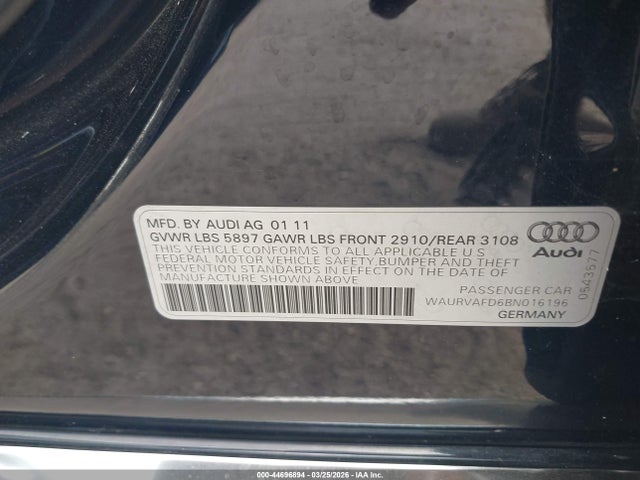 MFD. BY AUDI AG 01 11
GVWR LBS 5897 GAWR LBS FRONT 2910/REAR 3108
THIS VEHICLE CONFORMS TO ALL APPLICABLE U S
FEDERAL MOTOR VEHICLE SAFETY BUMPER AND THEFT
PREVENTION STANDARDS IN EFFECT ON THE DATE OF
MANUFACTURE SHOWN ABOVE
Audi
0643577
PASSENGER CAR
WAURVAFD6BN016196
GERMANY
000-44696894 | 03/25/2026 - IAA Inc.